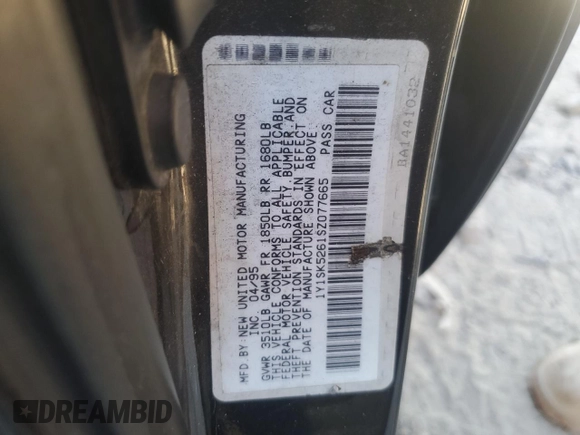 MFD.BY:NEW UNITED MOTOR MANUFACTURING
INC 04/95
GVWR 3510LB GAWR FR 1850LB RR 1680LB
THIS VEHICLE CONFORMS TO ALL APPLICABLE
FEDERAL MOTOR VEHICLE SAFETY,BUMPER,AND
THEFT PREVENTION STANDARDS IN EFFECT ON
THE DATE OF MANUFACTURE SHOWN ABOVE
1Y1SK5261SZ077665 PASS CAR
8A1441032
DREAMBID